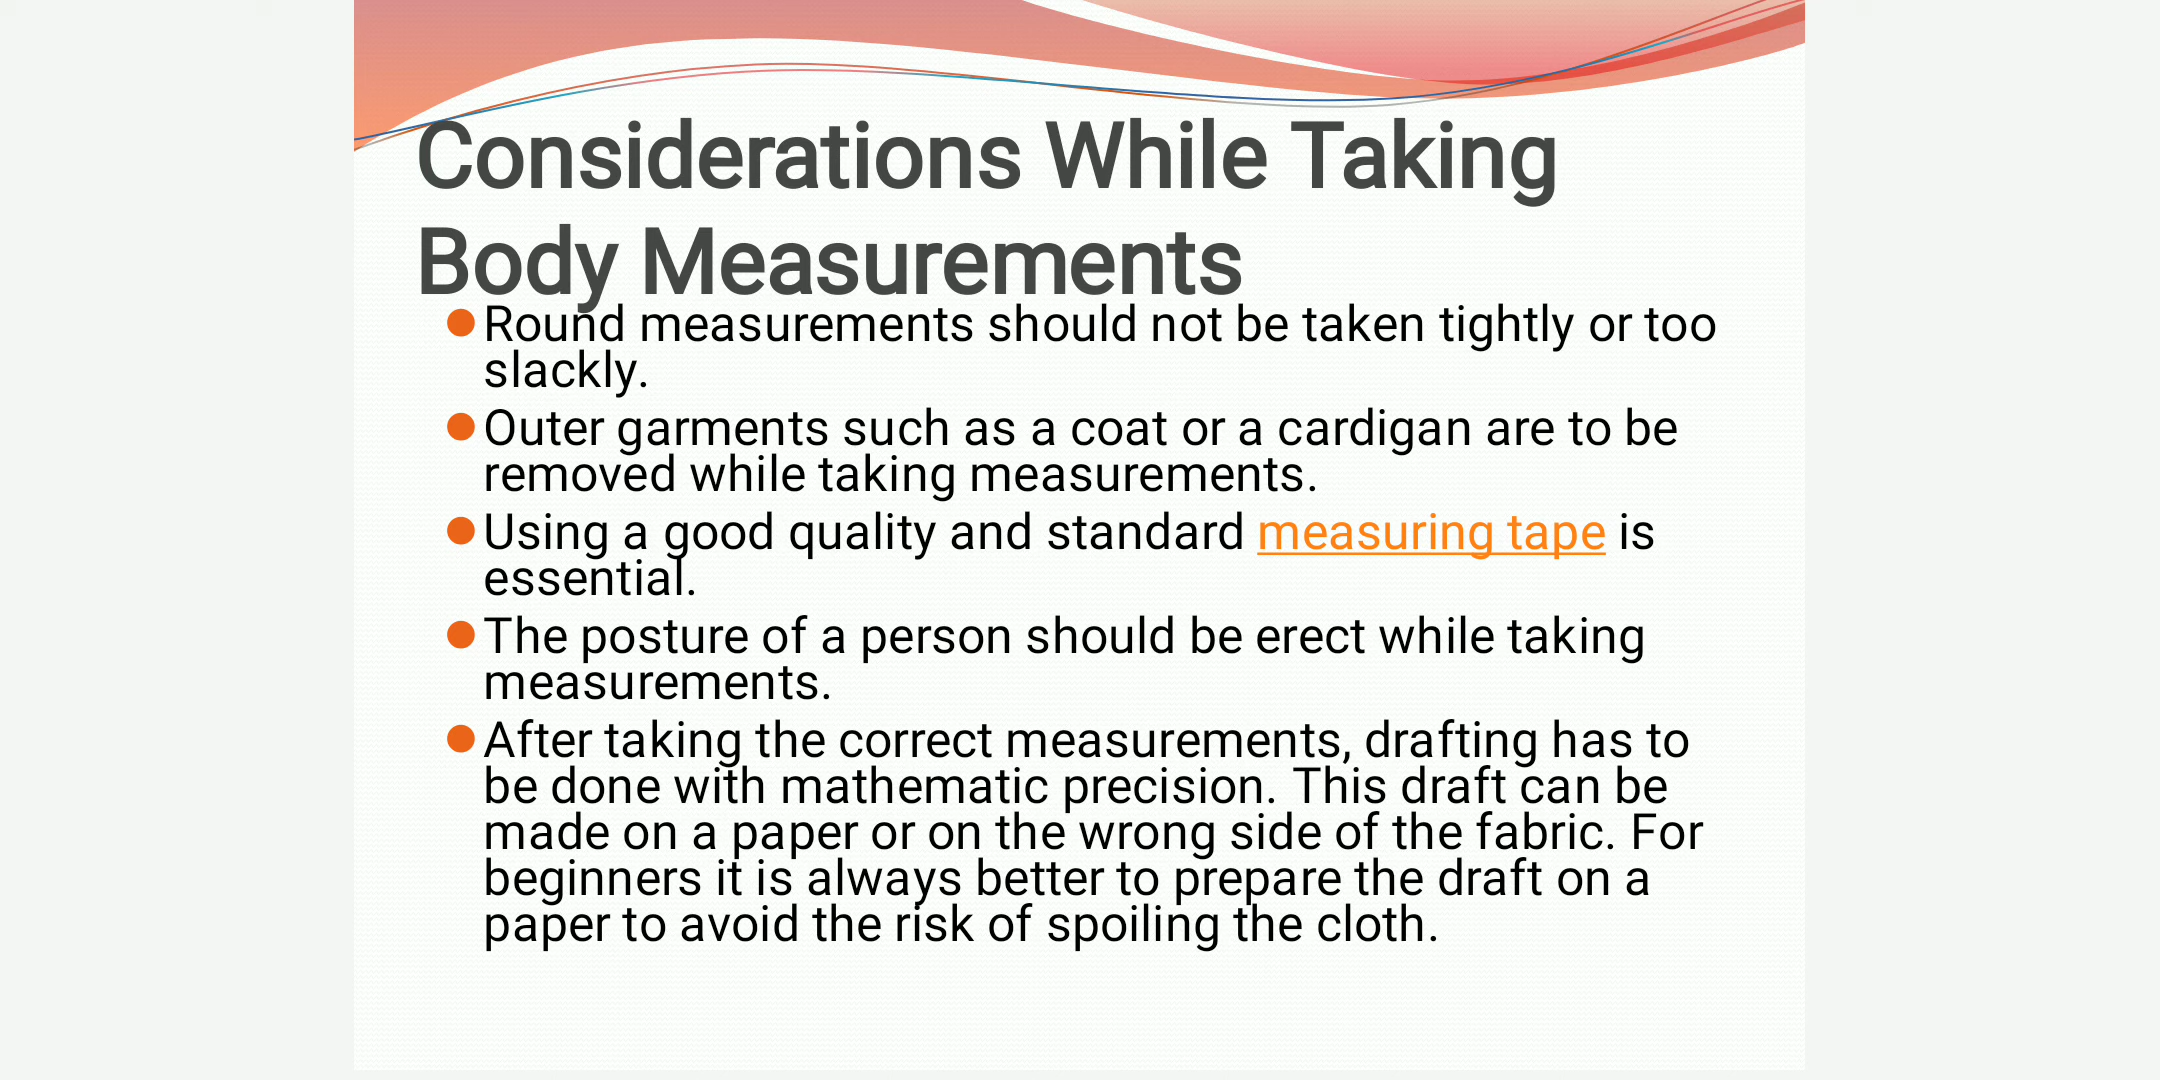 Considerations While Taking
Body Measurements
Round measurements should not be taken tightly or too
slackly.
Outer garments such as a coat or a cardigan are to be
removed while taking measurements.
Using a good quality and standard measuring tape is
essential.
The posture of a person should be erect while taking
measurements.
After taking the correct measurements, drafting has to
be done with mathematic precision. This draft can be
made on a paper or on the wrong side of the fabric. For
beginners it is always better to prepare the draft on a
paper to avoid the risk of spoiling the cloth.